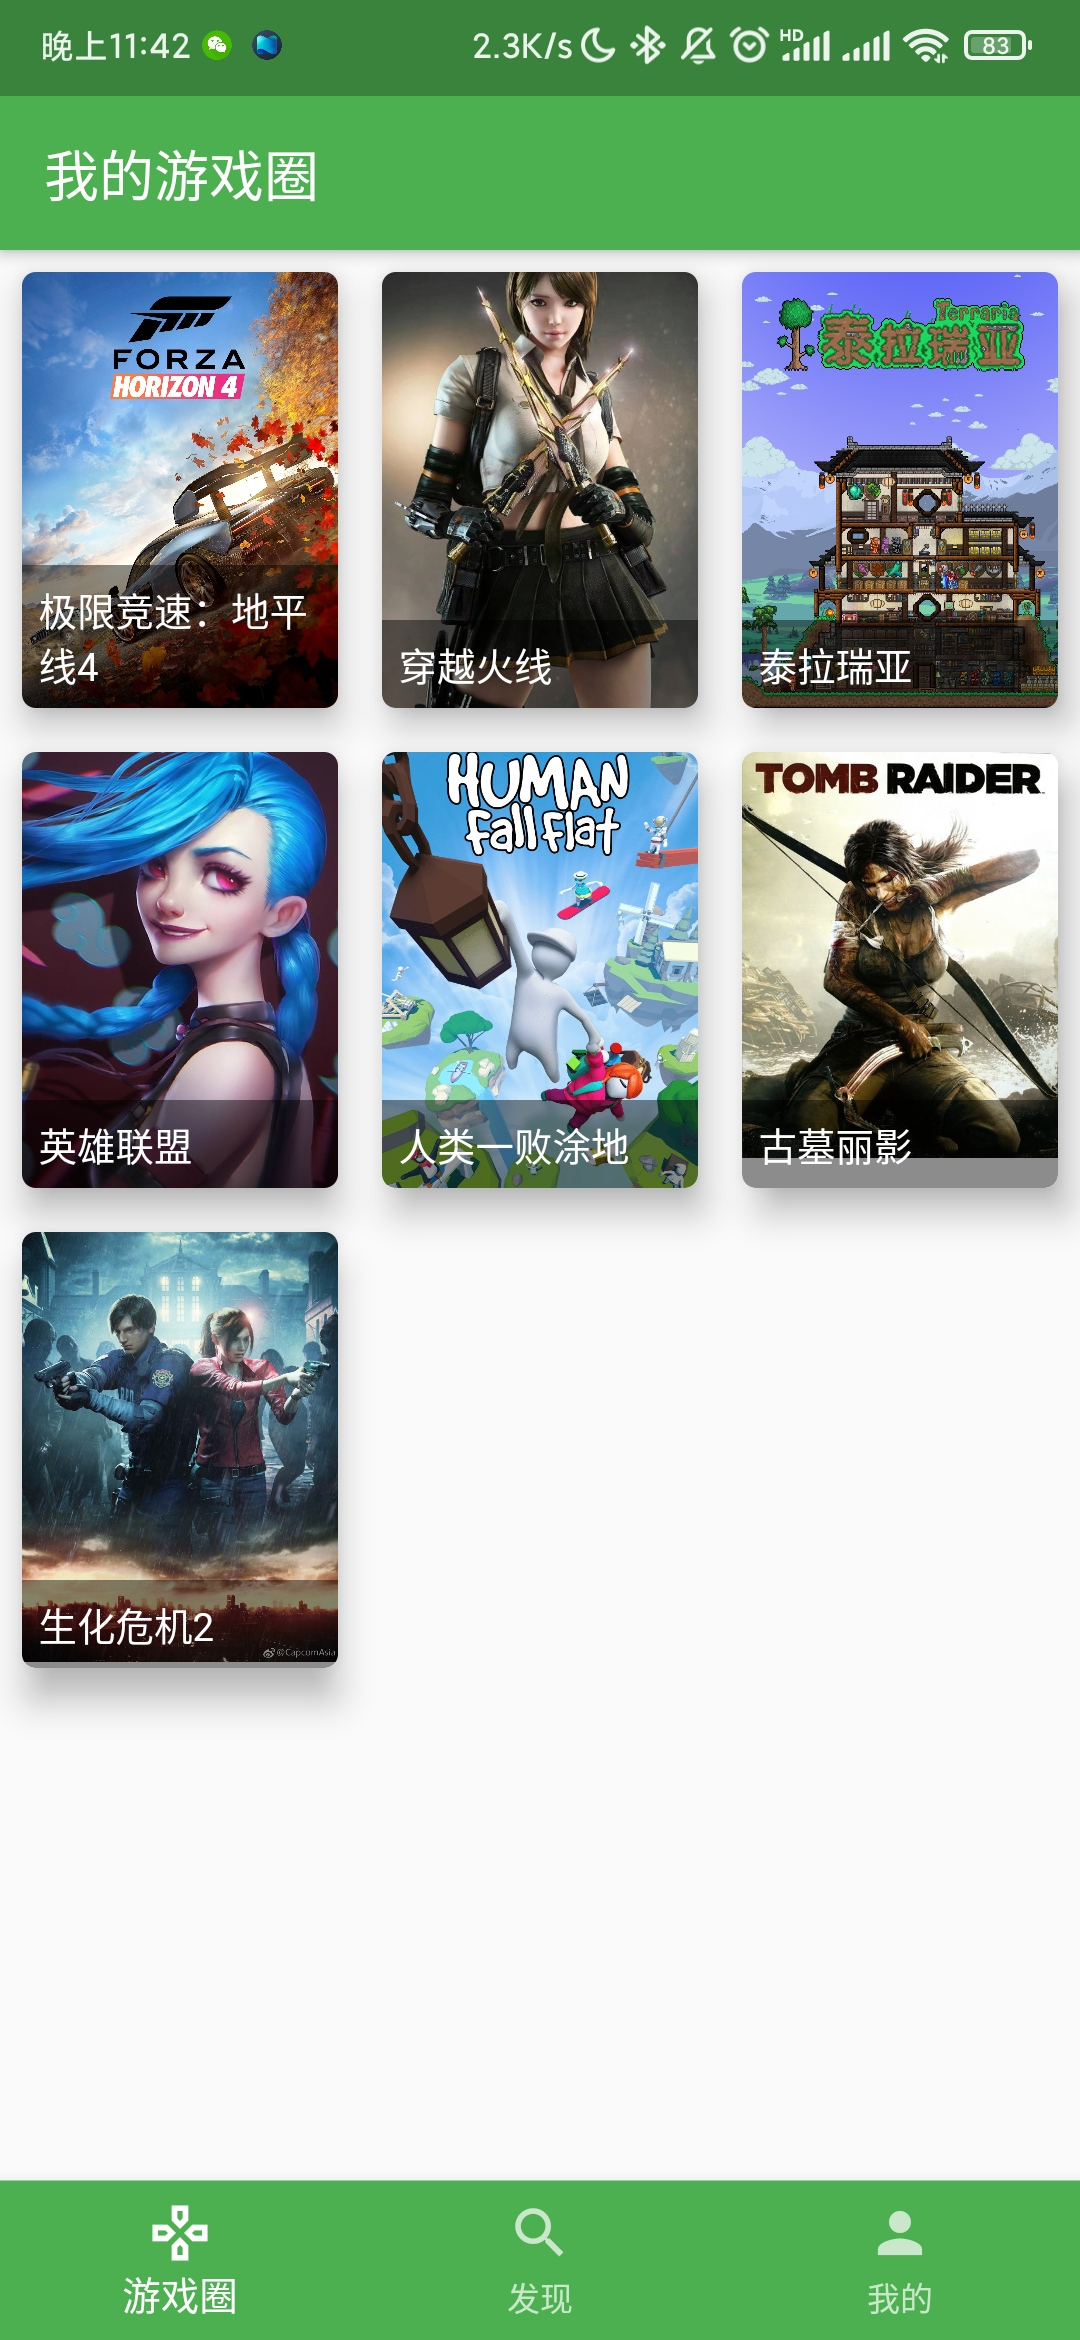 晚上11:42
2.3K/s
HD
83
我的游戏圈
FORZA
HORIZON 4
极限竞速：地平
线4
穿越火线
Terraria
泰拉瑞亚
泰拉瑞亚
英雄联盟
HUMAN
fall flat
人类一败涂地
TOMB RAIDER
古墓丽影
生化危机2
@CapcomAsia
游戏圈
发现
我的